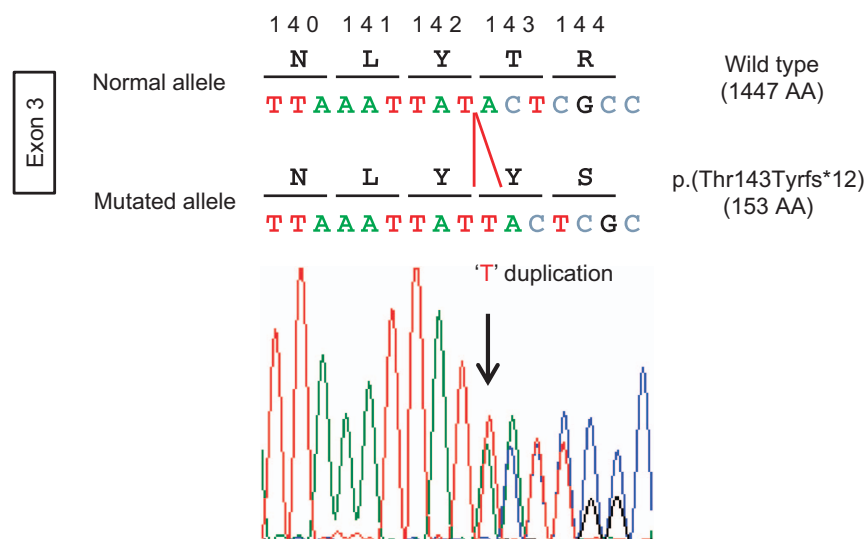 140 141 142 143 144
N L Y T R
Normal allele
TTAAATTATACTCGCC
Wild type
(1447 AA)
Exon 3
N L Y Y S
Mutated allele
TTAAATTATTACTCGC
p.(Thr143Tyrfs*12)
(153 AA)
'T' duplication